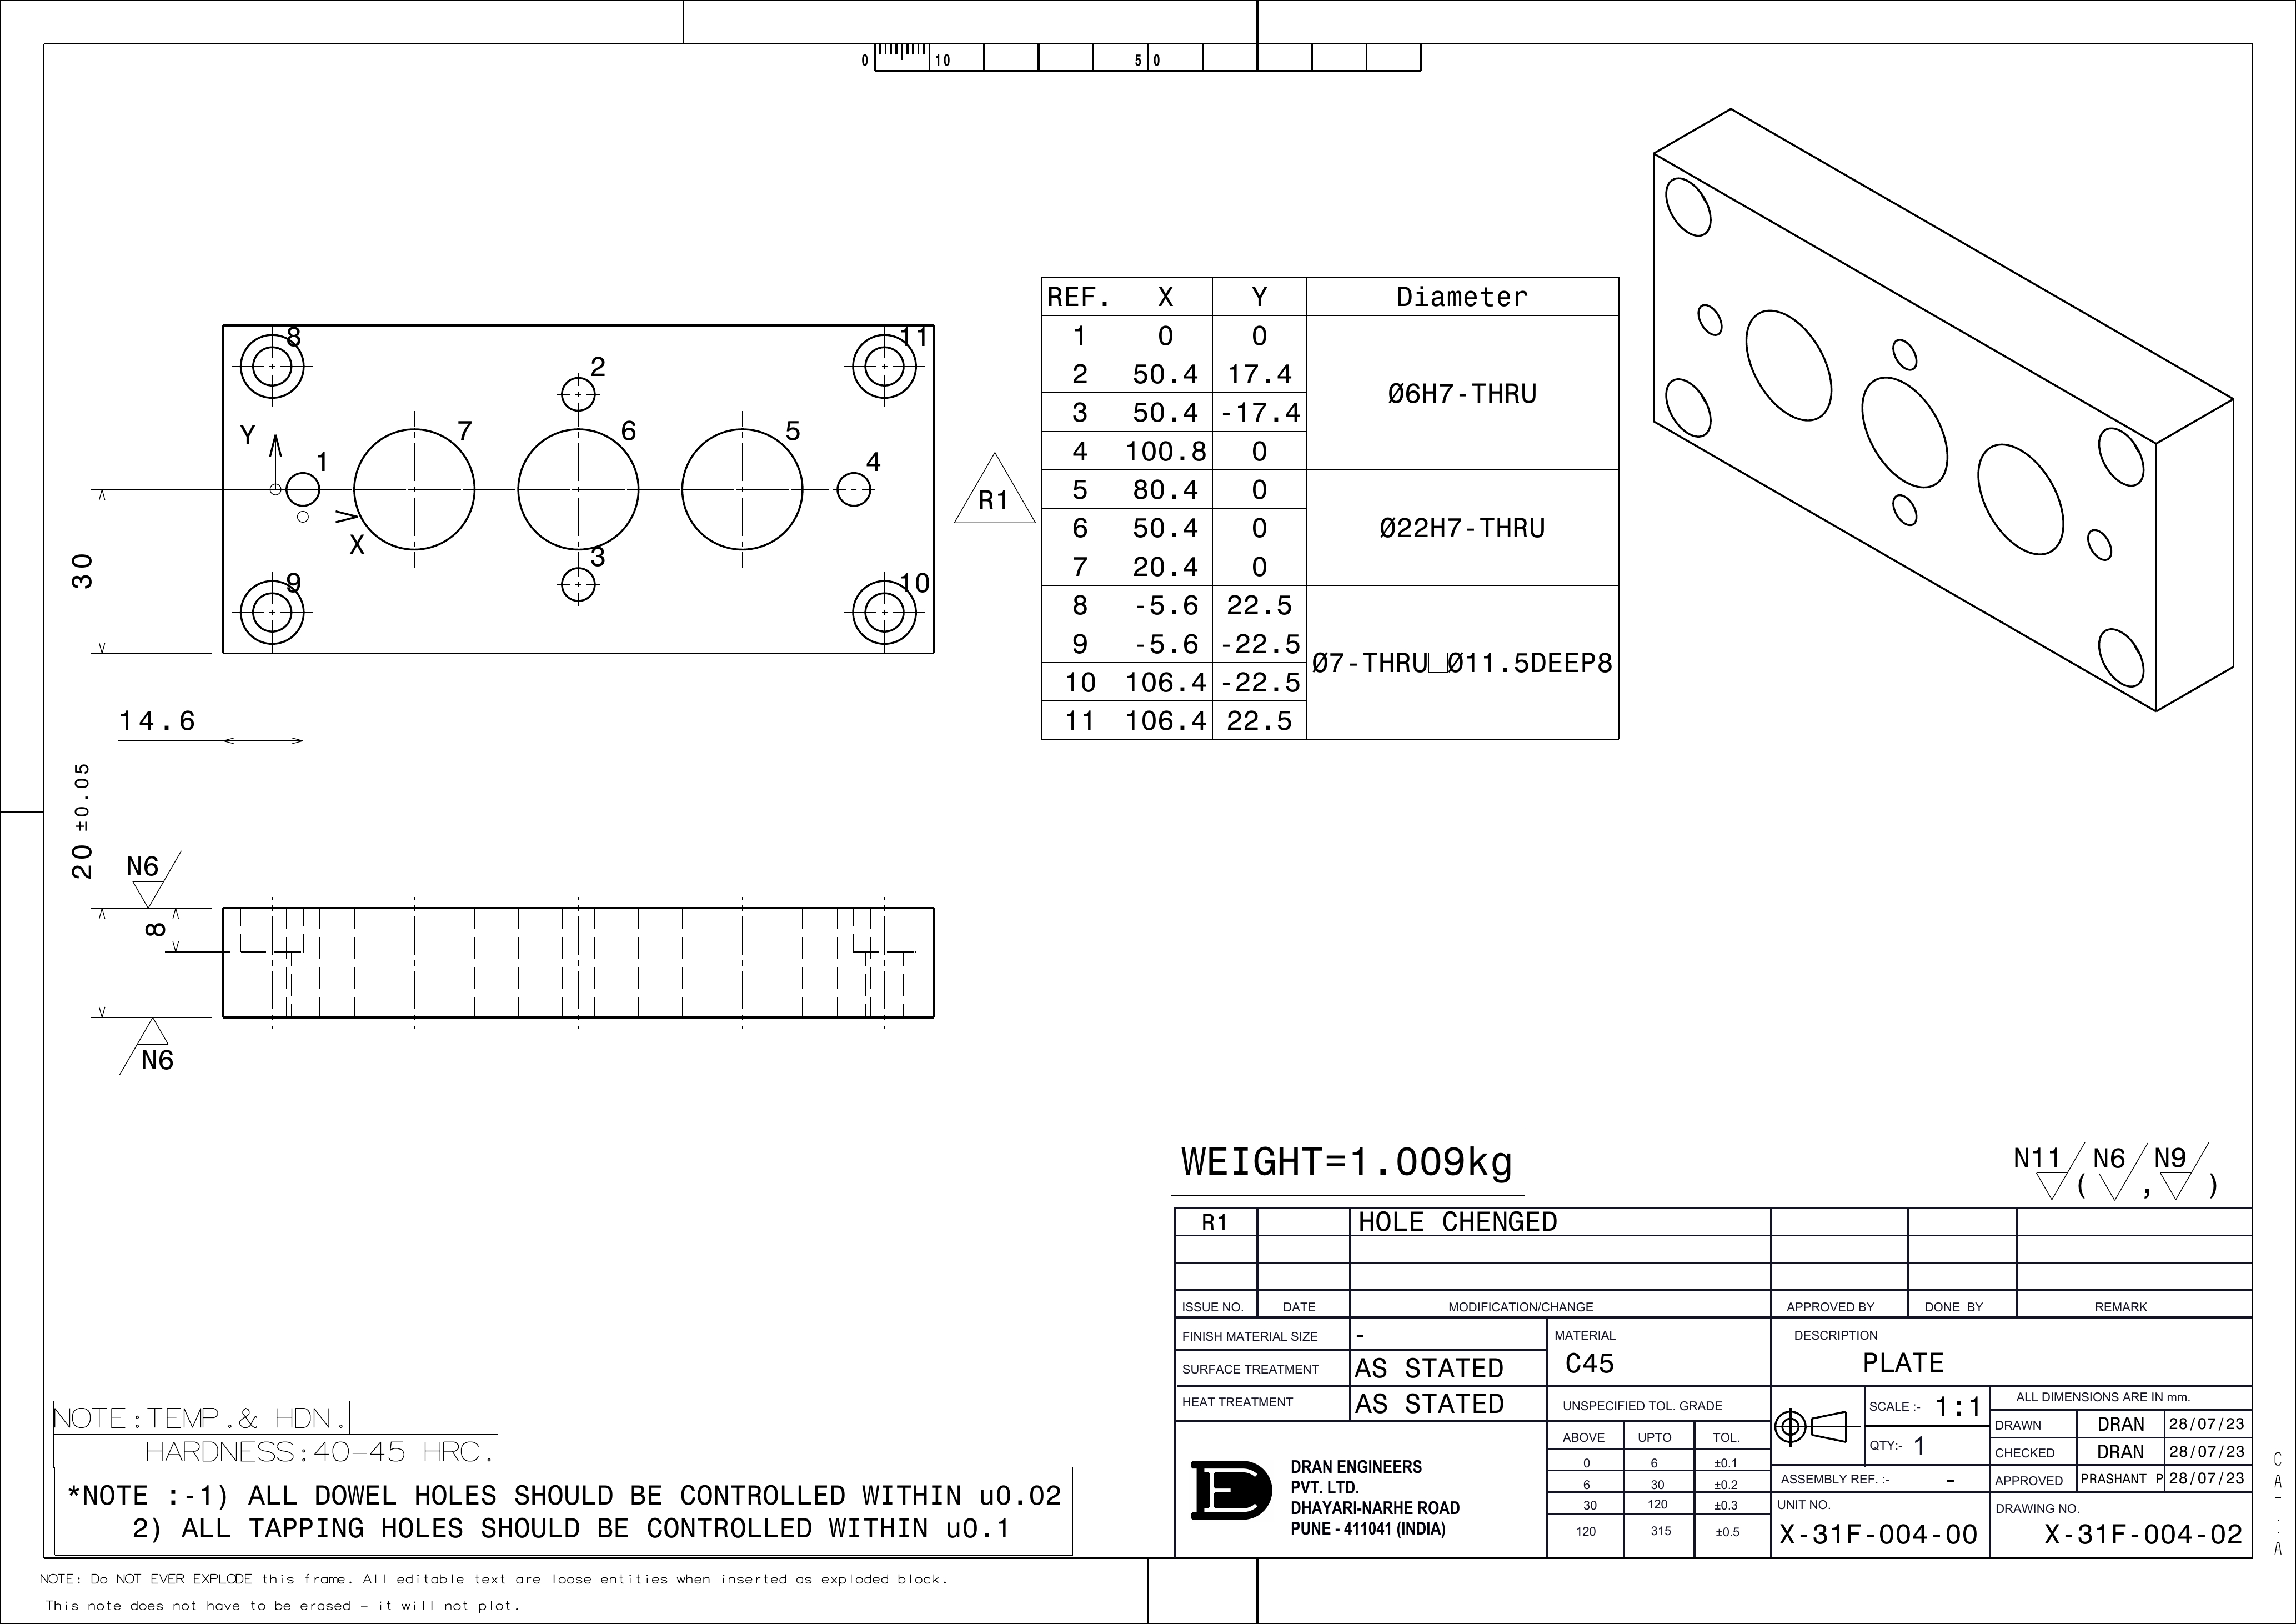 0 10 50
8 11
2
Y 7 6 5
1 4
X
3
9 10
30
14.6
R1
REF. X Y Diameter
1 0 0 Ø6H7-THRU
2 50.4 17.4
3 50.4 -17.4
4 100.8 0
5 80.4 0 Ø22H7-THRU
6 50.4 0
7 20.4 0
8 -5.6 22.5 Ø7-THRU⌴Ø11.5DEEP8
9 -5.6 -22.5
10 106.4 -22.5
11 106.4 22.5
20 ±0.05
N6
8
N6
WEIGHT=1.009kg
N11 ( N6 , N9 )
R1 HOLE CHENGED
ISSUE NO. DATE MODIFICATION/CHANGE APPROVED BY DONE BY REMARK
FINISH MATERIAL SIZE -
SURFACE TREATMENT AS STATED
HEAT TREATMENT AS STATED
MATERIAL
C45
DESCRIPTION
PLATE
UNSPECIFIED TOL. GRADE
ABOVE UPTO TOL.
0 6 ±0.1
6 30 ±0.2
30 120 ±0.3
120 315 ±0.5
SCALE :- 1:1
QTY:- 1
ALL DIMENSIONS ARE IN mm.
DRAWN DRAN 28/07/23
CHECKED DRAN 28/07/23
APPROVED PRASHANT P 28/07/23
ASSEMBLY REF. :- -
UNIT NO.
X-31F-004-00
DRAWING NO.
X-31F-004-02
DE
DRAN ENGINEERS
PVT. LTD.
DHAYARI-NARHE ROAD
PUNE - 411041 (INDIA)
NOTE:TEMP.& HDN.
HARDNESS:40-45 HRC.
*NOTE :-1) ALL DOWEL HOLES SHOULD BE CONTROLLED WITHIN u0.02
2) ALL TAPPING HOLES SHOULD BE CONTROLLED WITHIN u0.1
NOTE: Do NOT EVER EXPLODE this frame. All editable text are loose entities when inserted as exploded block.
This note does not have to be erased - it will not plot.
CATIA